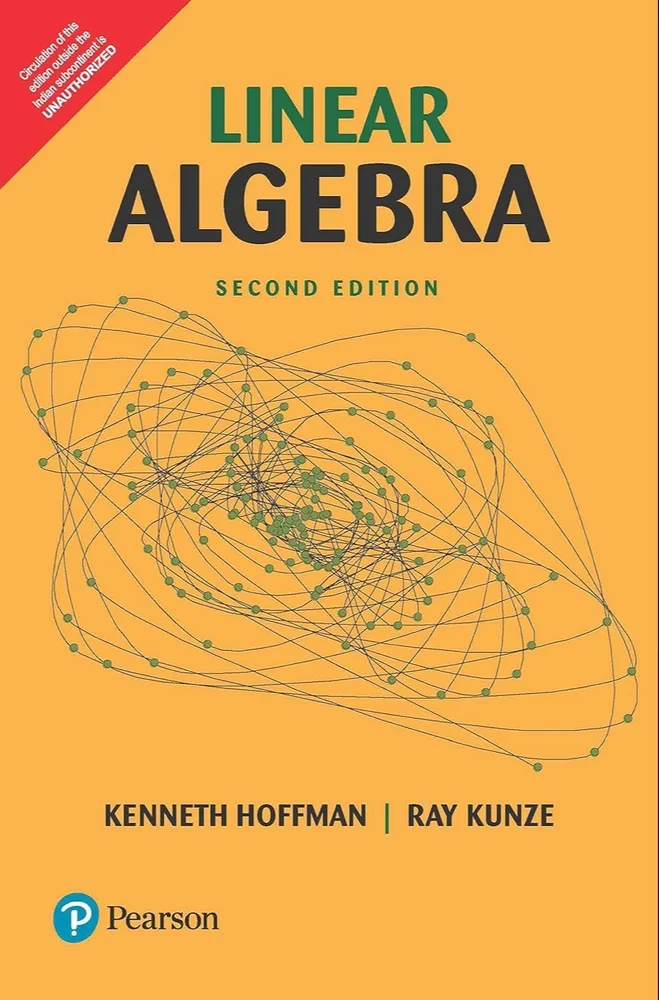 Circulation of this
edition outside the
Indian subcontinent is
UNAUTHORIZED
LINEAR
ALGEBRA
SECOND EDITION
KENNETH HOFFMAN | RAY KUNZE
Pearson